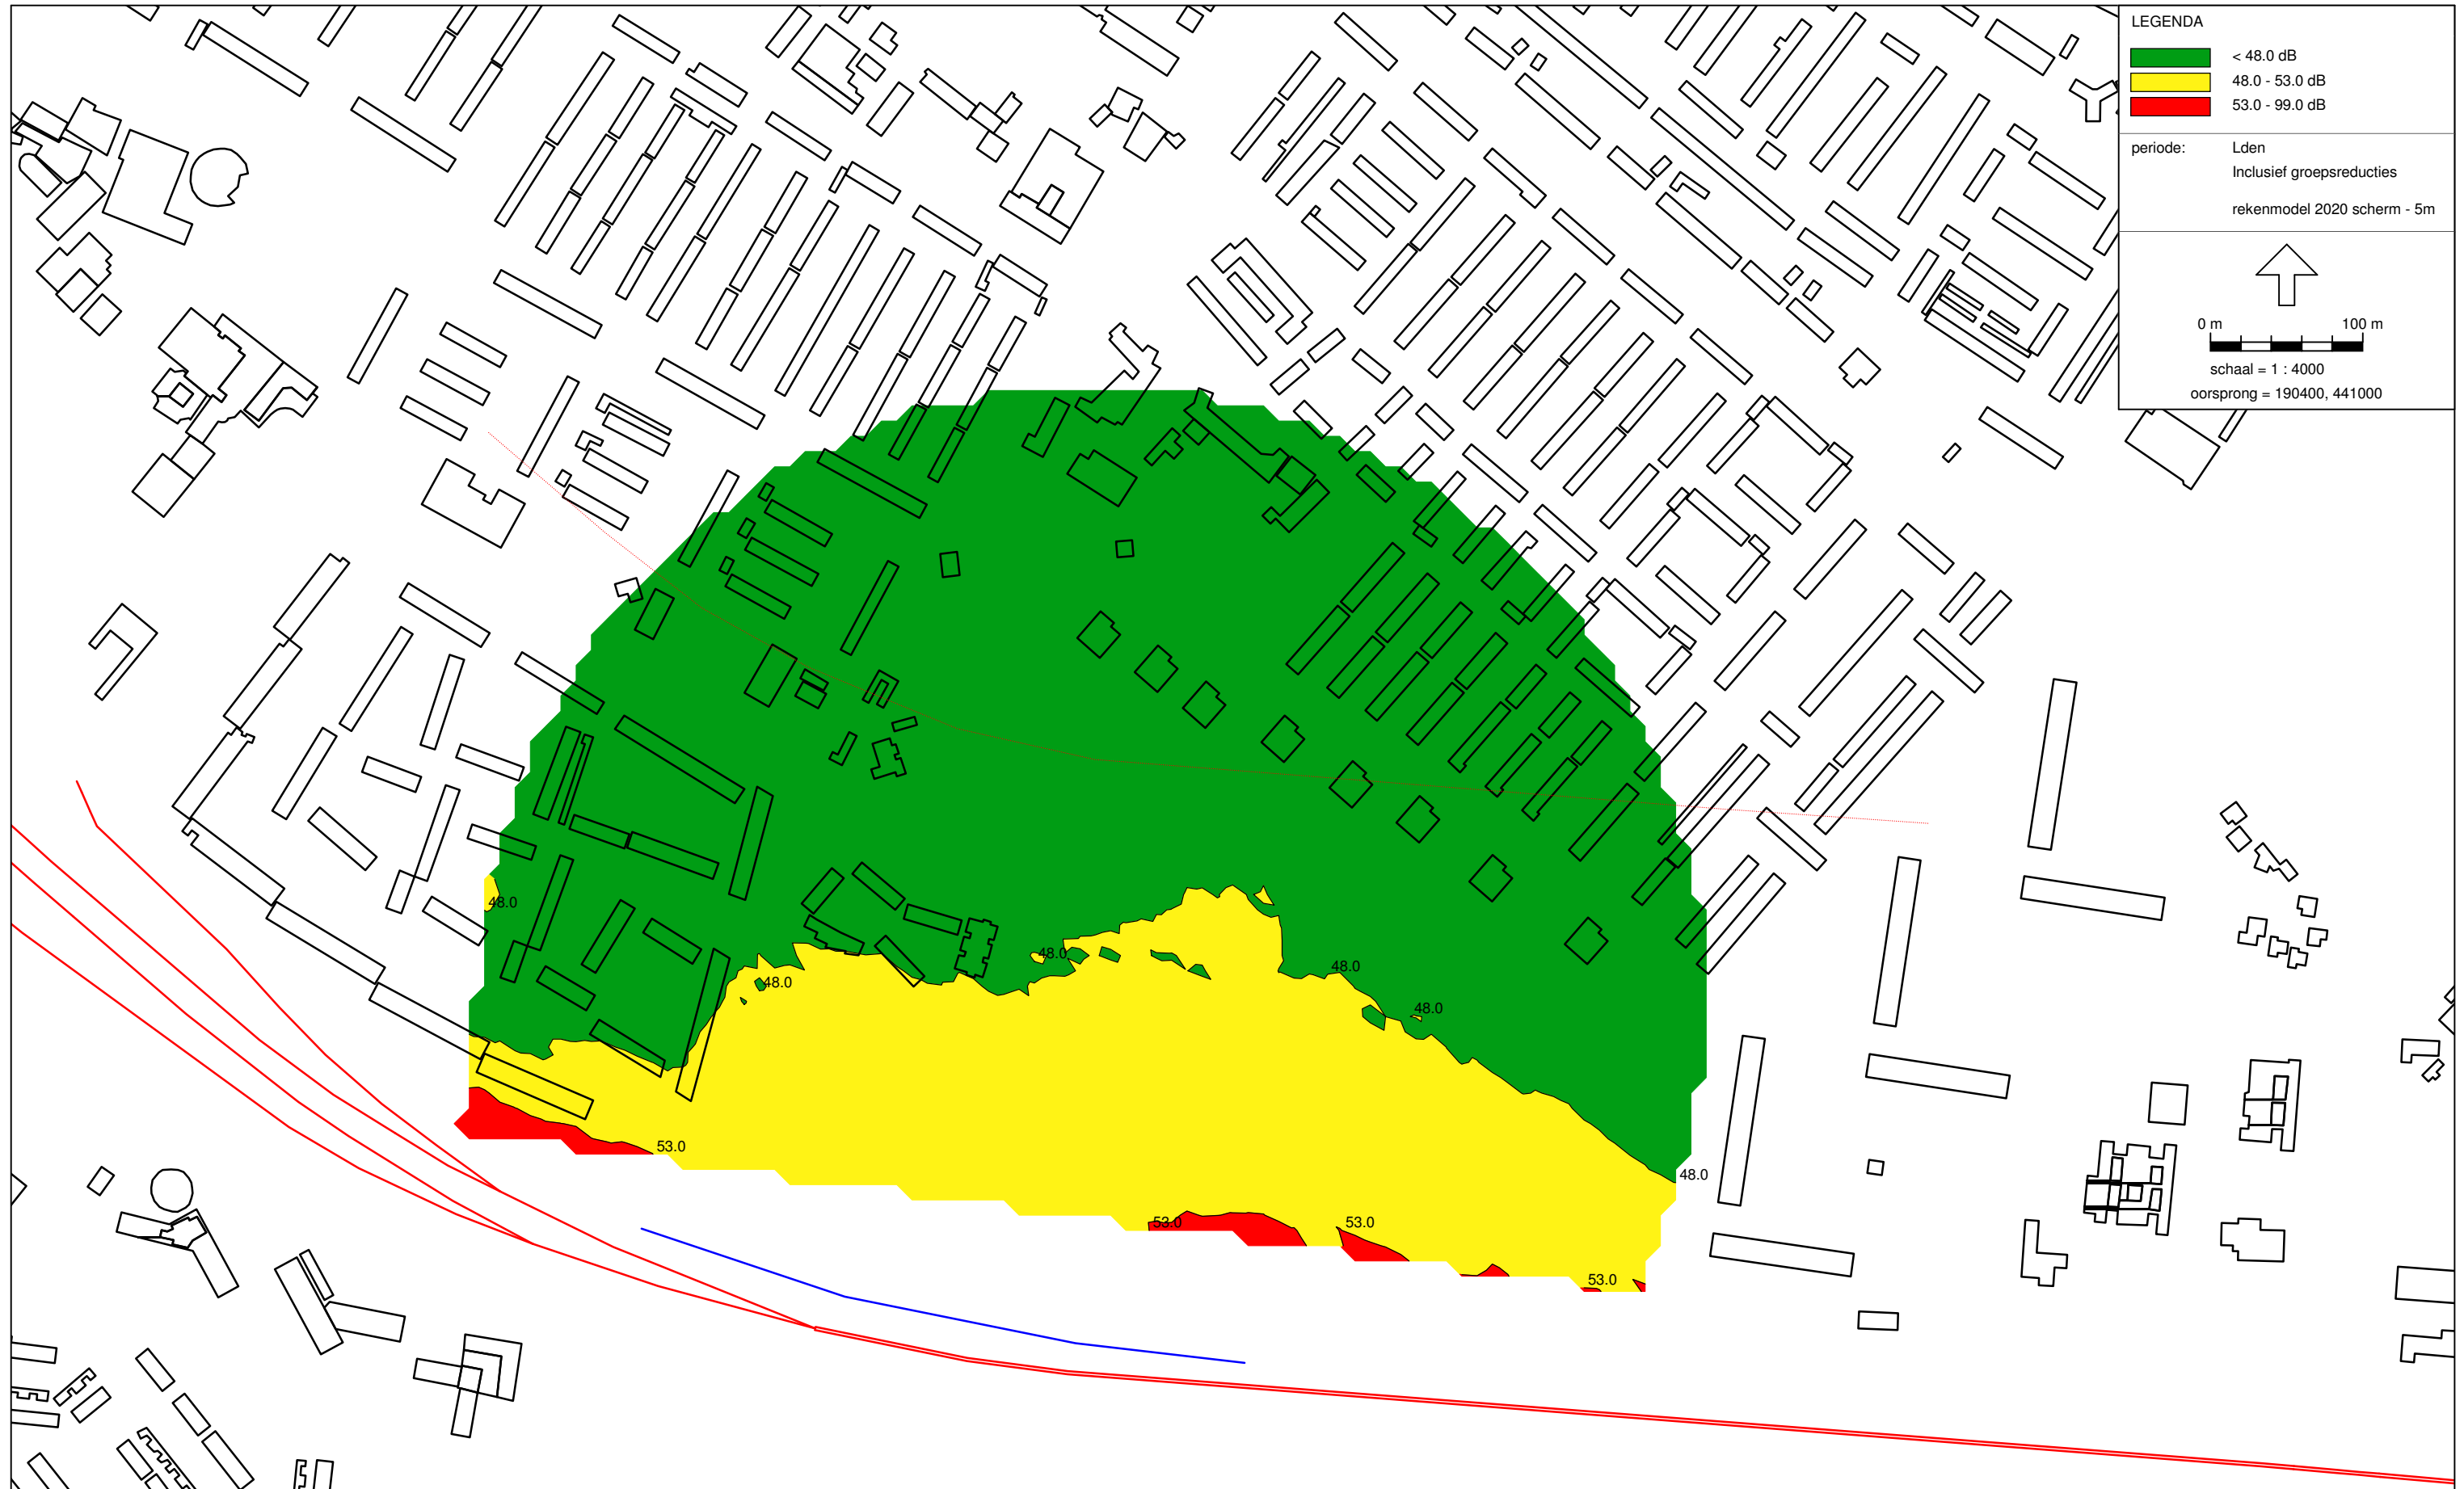 LEGENDA
< 48.0 dB
48.0 - 53.0 dB
53.0 - 99.0 dB
periode: Lden
Inclusief groepsreducties
rekenmodel 2020 scherm - 5m
0 m 100 m
schaal = 1 : 4000
oorsprong = 190400, 441000
48.0
48.0
48.0
48.0
48.0
53.0
48.0
53.0
53.0
53.0